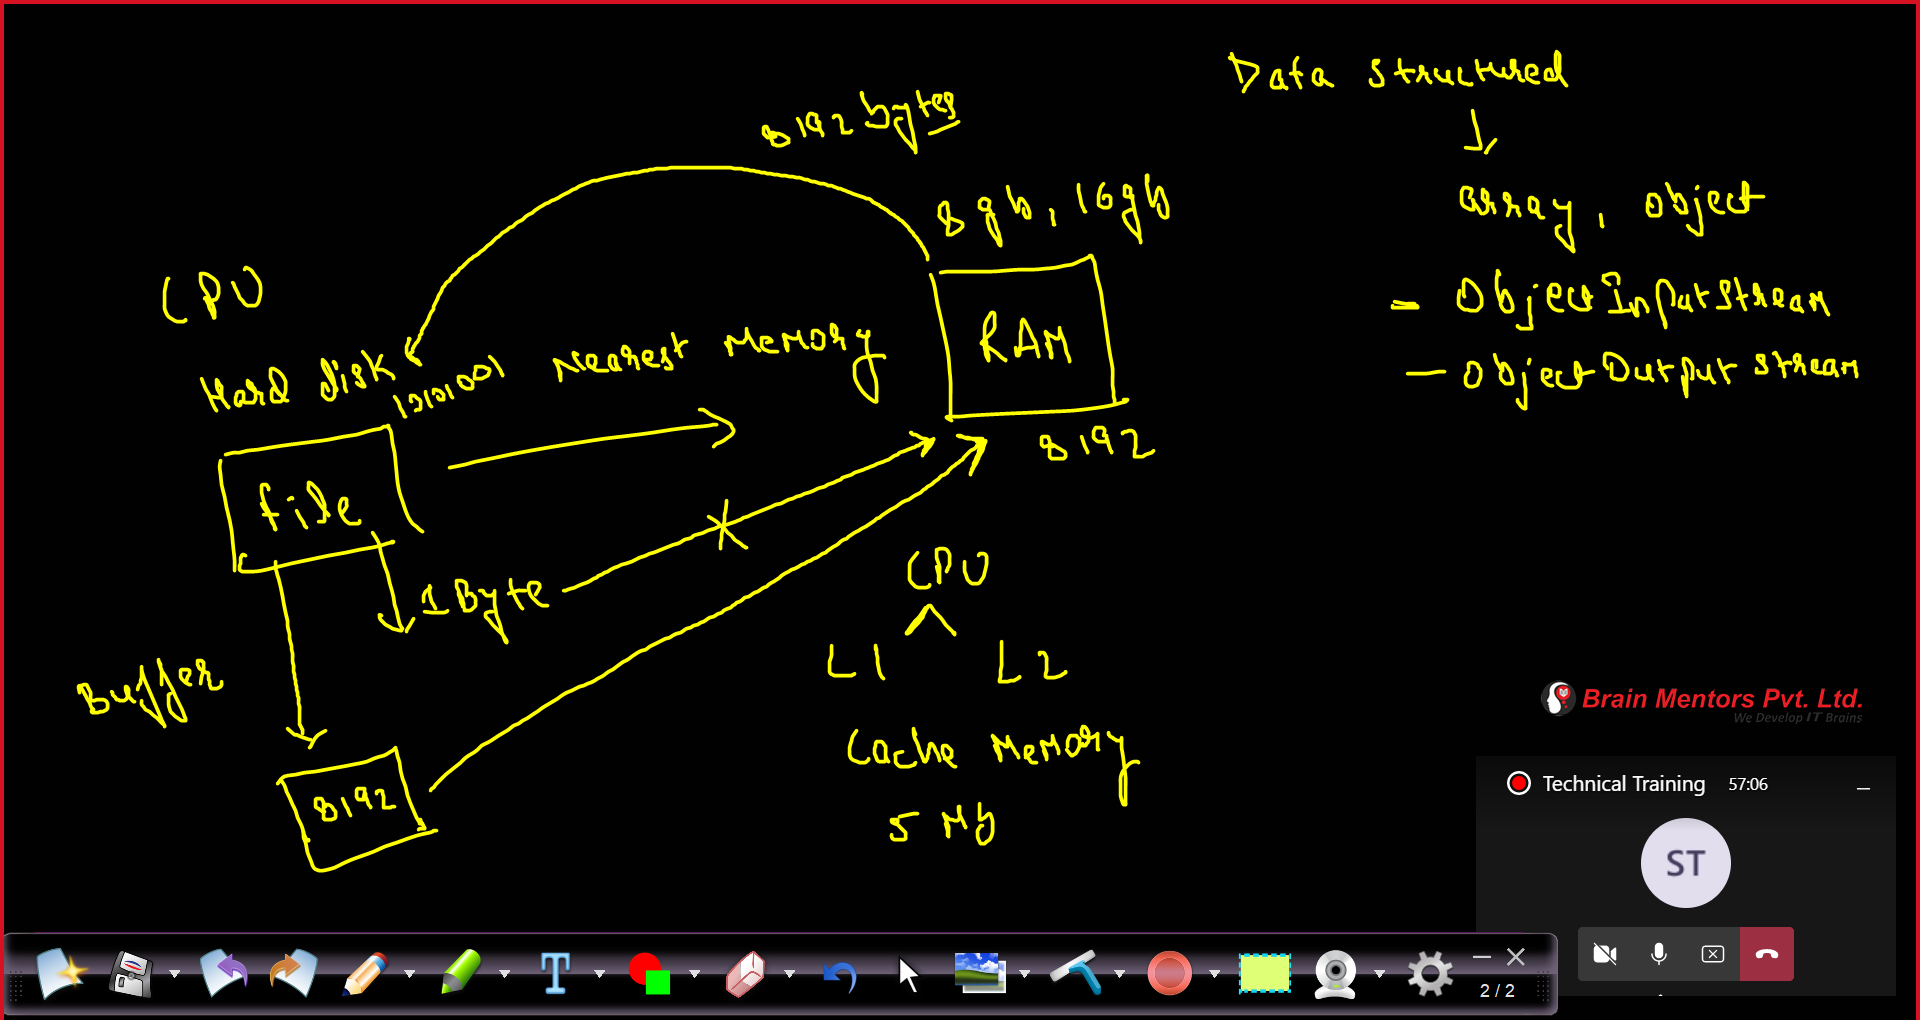 8192 bytes
8gb, 16gb
CPU
Hard disk
10101001
Nearest Memory
RAM
8192
file
1 Byte
Buffer
8192
CPU
L1 L2
Cache Memory
5 Mb
Data structured
array, object
- ObjectInputStream
- ObjectOutputStream
Brain Mentors Pvt. Ltd.
We Develop IT Brains
Technical Training 57:06
ST
T
2 / 2